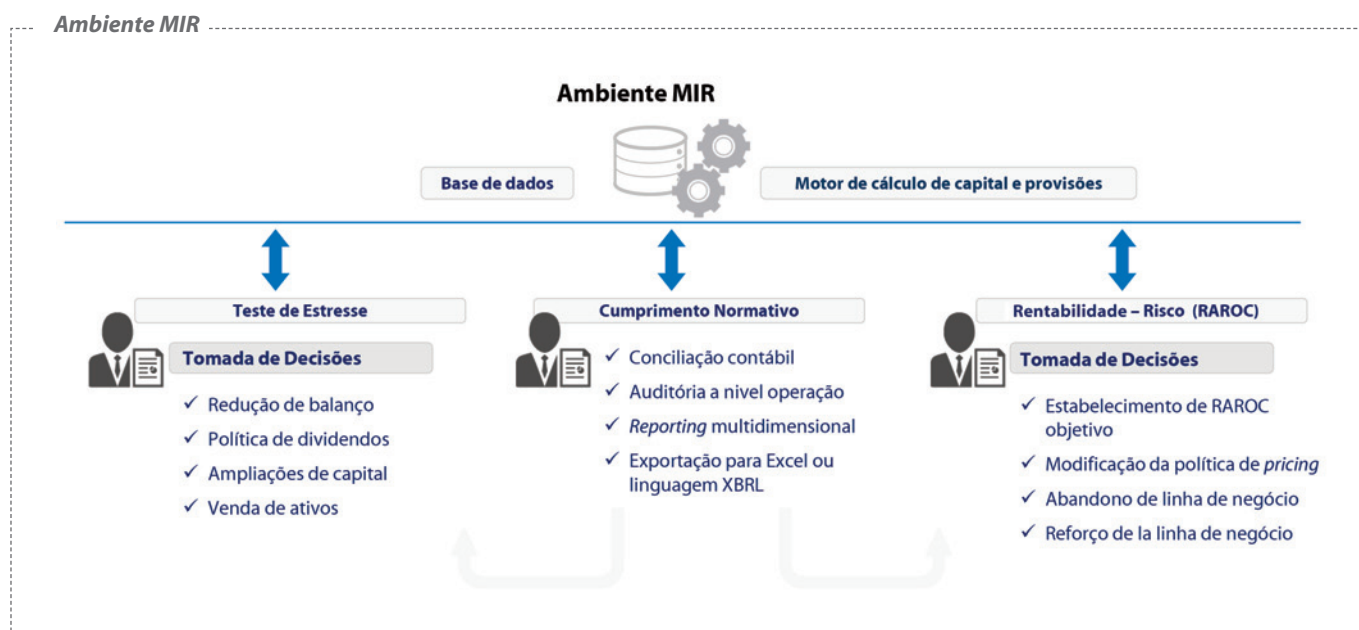 Ambiente MIR
Ambiente MIR
Base de dados
Motor de cálculo de capital e provisões
Teste de Estresse
Tomada de Decisões
✓ Redução de balanço
✓ Política de dividendos
✓ Ampliações de capital
✓ Venda de ativos
Cumprimento Normativo
✓ Conciliação contábil
✓ Auditória a nivel operação
✓ Reporting multidimensional
✓ Exportação para Excel ou
linguagem XBRL
Rentabilidade – Risco (RAROC)
Tomada de Decisões
✓ Estabelecimento de RAROC
objetivo
✓ Modificação da política de pricing
✓ Abandono de linha de negócio
✓ Reforço de la linha de negócio